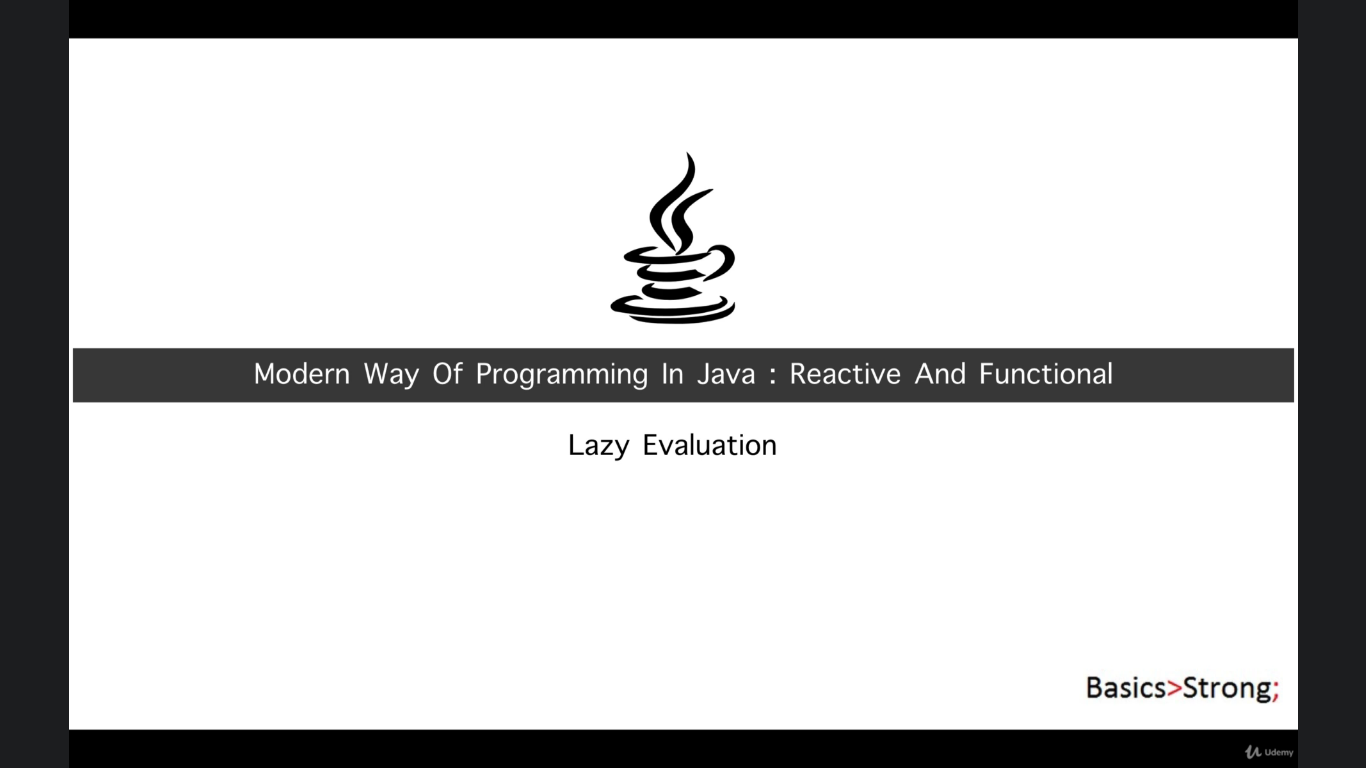 Modern Way Of Programming In Java : Reactive And Functional
Lazy Evaluation
Basics>Strong;
Udemy